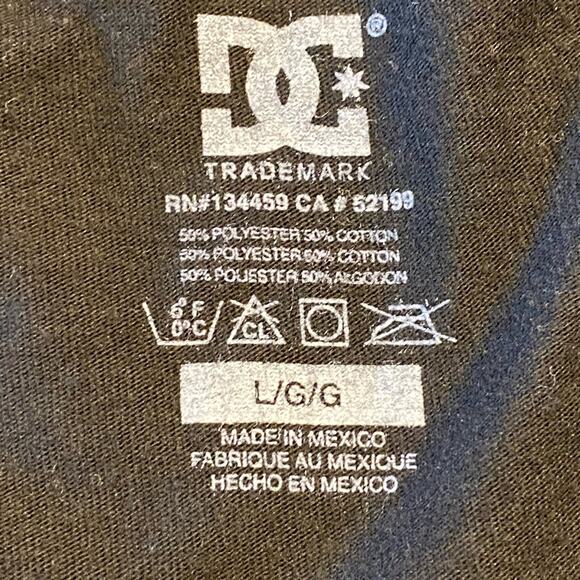 DC®
TRADEMARK
RN#134459 CA # 52199
50% POLYESTER 50% COTTON
50% POLYESTER 50% COTTON
50% POLIESTER 50% ALGODON
CL
L/G/G
MADE IN MEXICO
FABRIQUE AU MEXIQUE
HECHO EN MEXICO